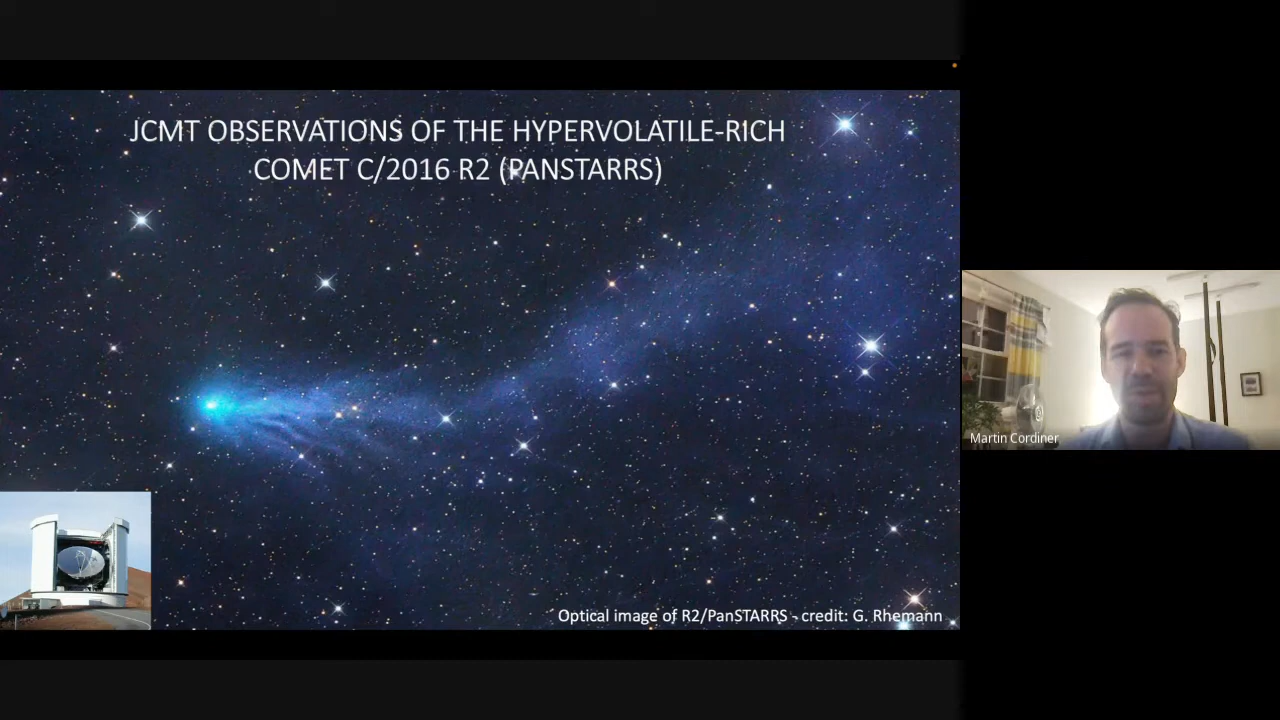 JCMT OBSERVATIONS OF THE HYPERVOLATILE-RICH
COMET C/2016 R2 (PANSTARRS)
Martin Cordiner
Optical image of R2/PanSTARRS - credit: G. Rhemann